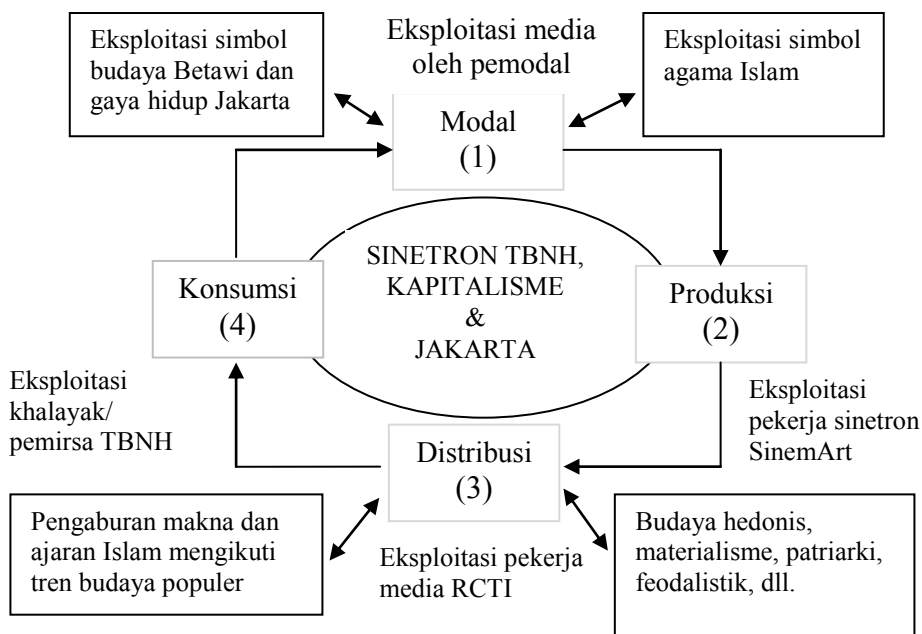 Eksploitasi simbol
budaya Betawi dan
gaya hidup Jakarta
Eksploitasi media
oleh pemodal
Eksploitasi simbol
agama Islam
Modal
(1)
SINETRON TBNH,
KAPITALISME
&
JAKARTA
Konsumsi
(4)
Produksi
(2)
Eksploitasi
khalayak/
pemirsa TBNH
Eksploitasi
pekerja sinetron
SinemArt
Distribusi
(3)
Pengaburan makna dan
ajaran Islam mengikuti
tren budaya populer
Eksploitasi pekerja
media RCTI
Budaya hedonis,
materialisme, patriarki,
feodalistik, dll.